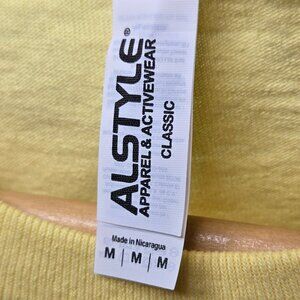 ALSTYLE®
APPAREL & ACTIVEWEAR
CLASSIC
Made in Nicaragua
M | M | M